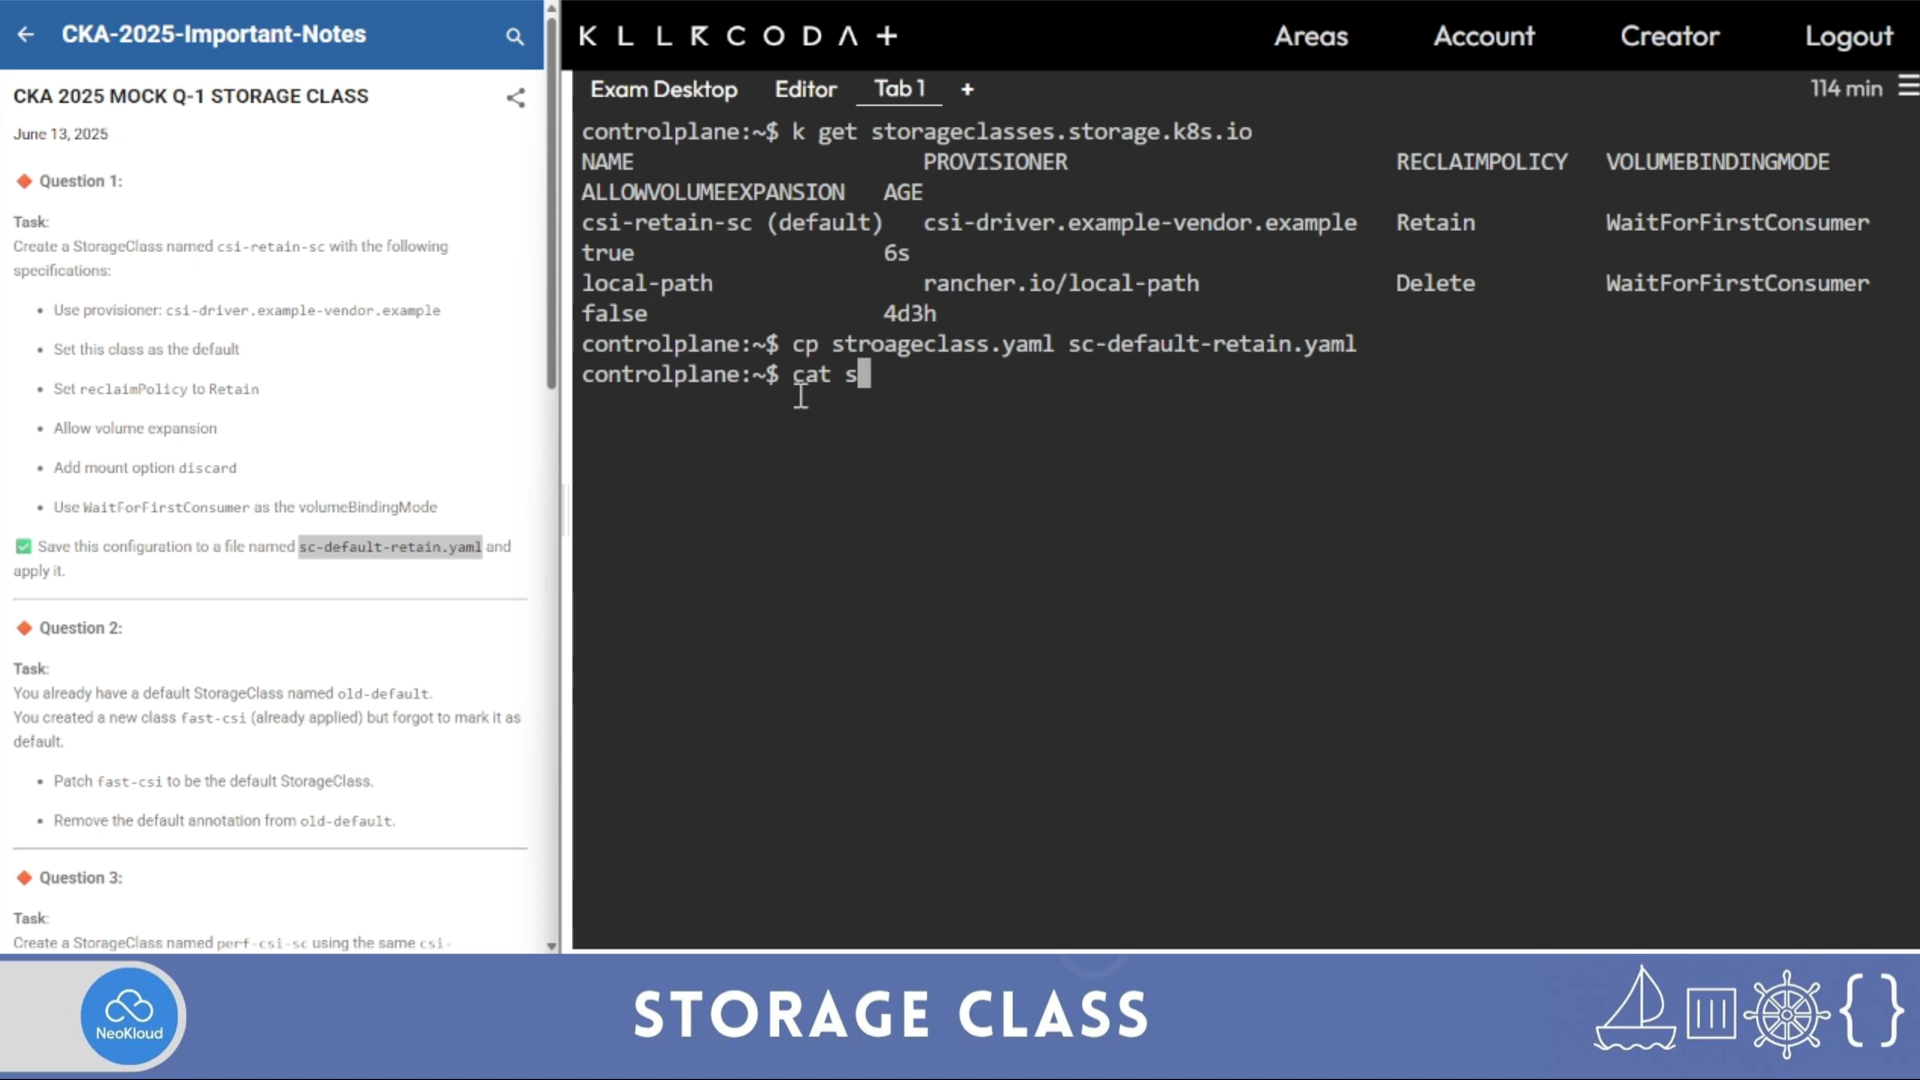 CKA-2025-Important-Notes
CKA 2025 MOCK Q-1 STORAGE CLASS
June 13, 2025
Question 1:
Task:
Create a StorageClass named csi-retain-sc with the following
specifications:
• Use provisioner: csi-driver.example-vendor.example
• Set this class as the default
• Set reclaimPolicy to Retain
• Allow volume expansion
• Add mount option discard
• Use WaitForFirstConsumer as the volumeBindingMode
Save this configuration to a file named sc-default-retain.yaml and
apply it.
Question 2:
Task:
You already have a default StorageClass named old-default.
You created a new class fast-csi (already applied) but forgot to mark it as
default.
• Patch fast-csi to be the default StorageClass.
• Remove the default annotation from old-default.
Question 3:
Task:
Create a StorageClass named perf-csi-sc using the same csi-
KLLRCODA+
Areas Account Creator Logout
Exam Desktop Editor Tab 1 + 114 min
controlplane:~$ k get storageclasses.storage.k8s.io
NAME PROVISIONER RECLAIMPOLICY VOLUMEBINDINGMODE
ALLOWVOLUMEEXPANSION AGE
csi-retain-sc (default) csi-driver.example-vendor.example Retain WaitForFirstConsumer
true 6s
local-path rancher.io/local-path Delete WaitForFirstConsumer
false 4d3h
controlplane:~$ cp stroageclass.yaml sc-default-retain.yaml
controlplane:~$ cat s
NeoKloud
STORAGE CLASS